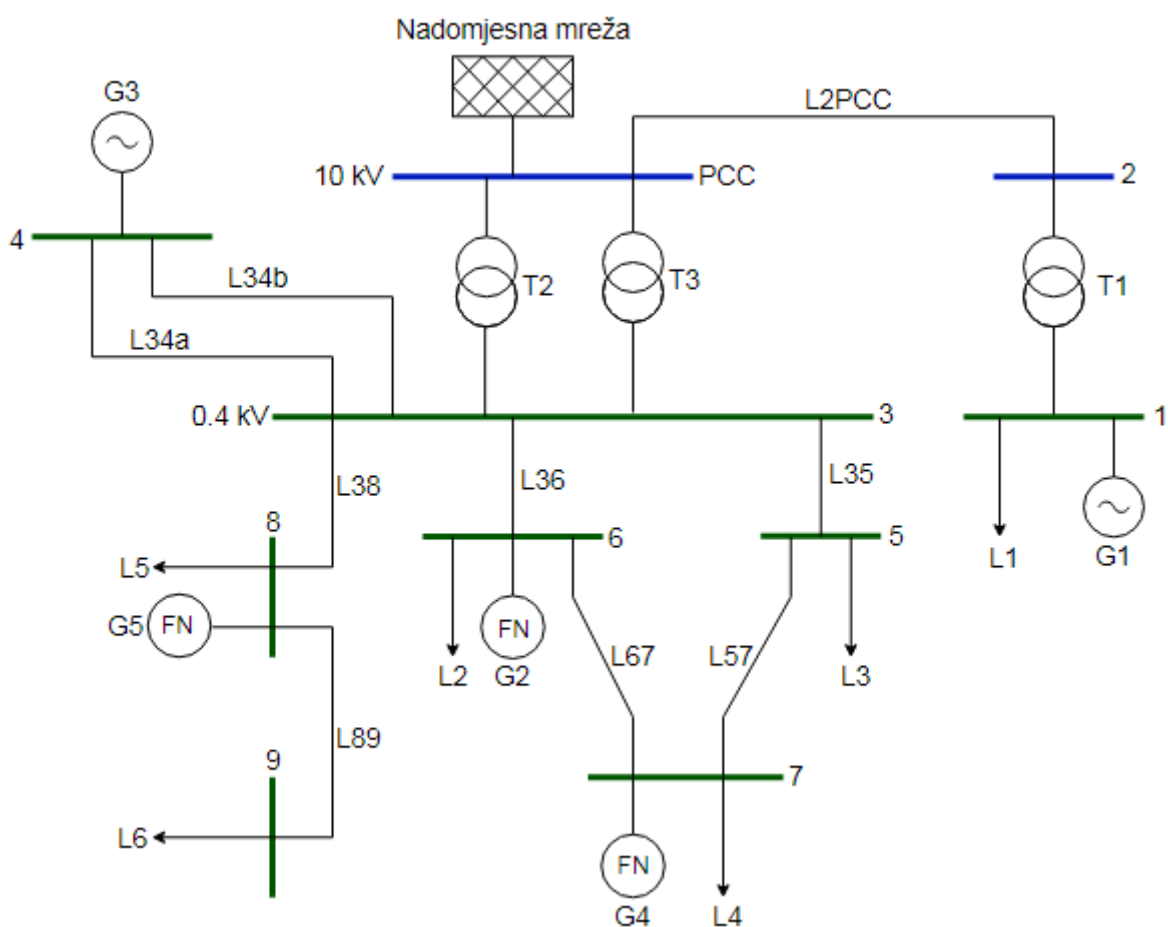 Nadomjesna mreža
G3
L2PCC
10 kV
PCC
2
4
L34b
T2
T3
T1
L34a
0.4 kV
3
1
L38
L36
L35
8
6
5
L5
L1
G1
G5
FN
FN
L2
G2
L67
L57
L3
L89
9
7
L6
FN
G4
L4